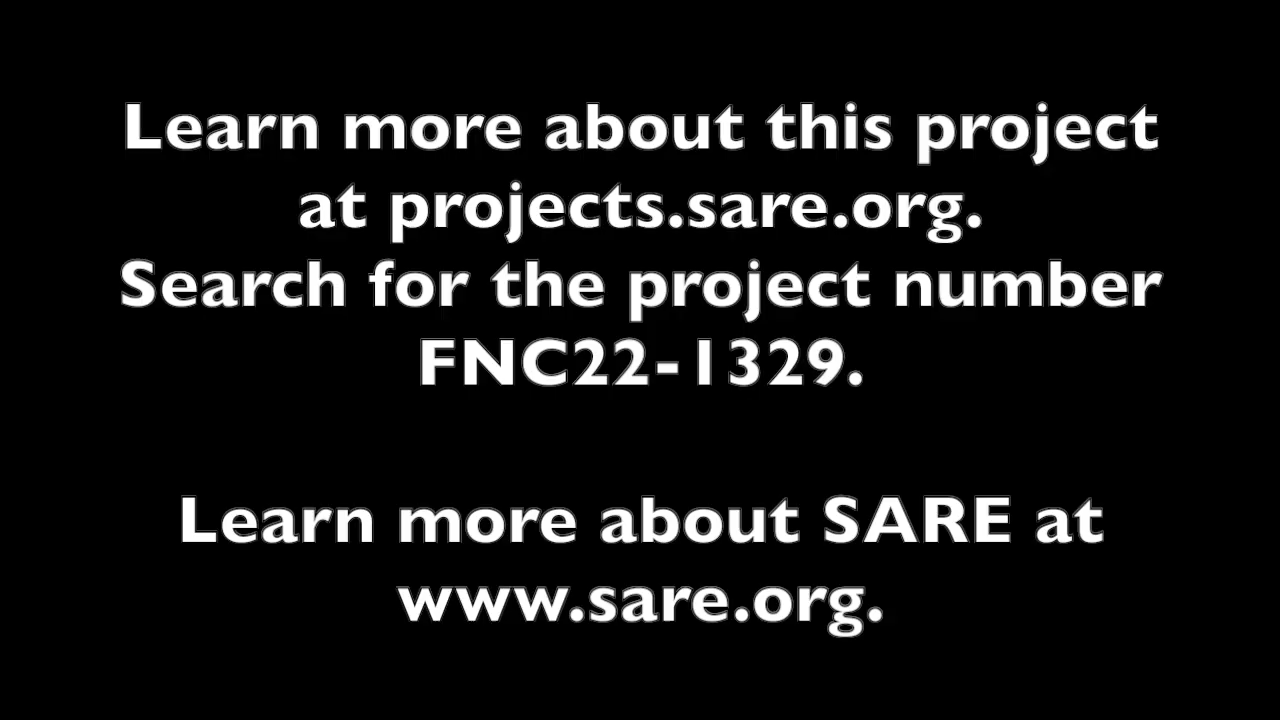 Learn more about this project
at projects.sare.org.
Search for the project number
FNC22-1329.
Learn more about SARE at
www.sare.org.